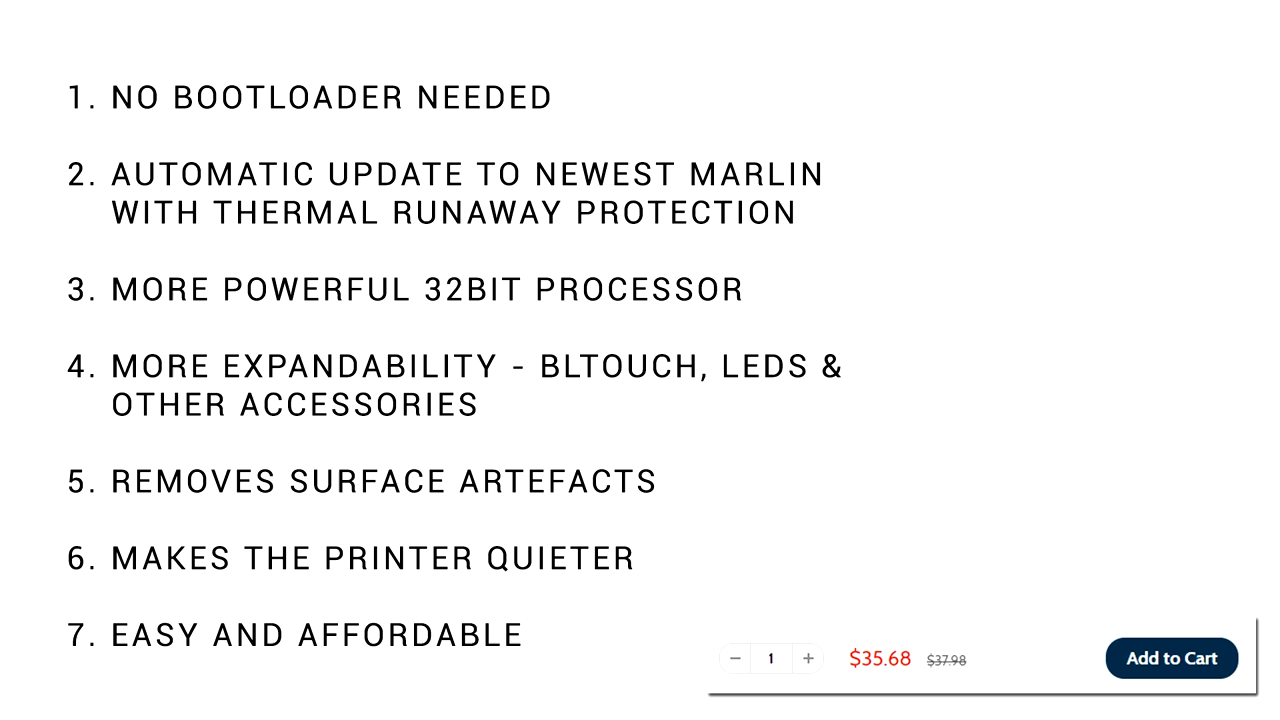 1. NO BOOTLOADER NEEDED
2. AUTOMATIC UPDATE TO NEWEST MARLIN
WITH THERMAL RUNAWAY PROTECTION
3. MORE POWERFUL 32BIT PROCESSOR
4. MORE EXPANDABILITY - BLTOUCH, LEDS &
OTHER ACCESSORIES
5. REMOVES SURFACE ARTEFACTS
6. MAKES THE PRINTER QUIETER
7. EASY AND AFFORDABLE
− 1 + $35.68 $37.98 Add to Cart